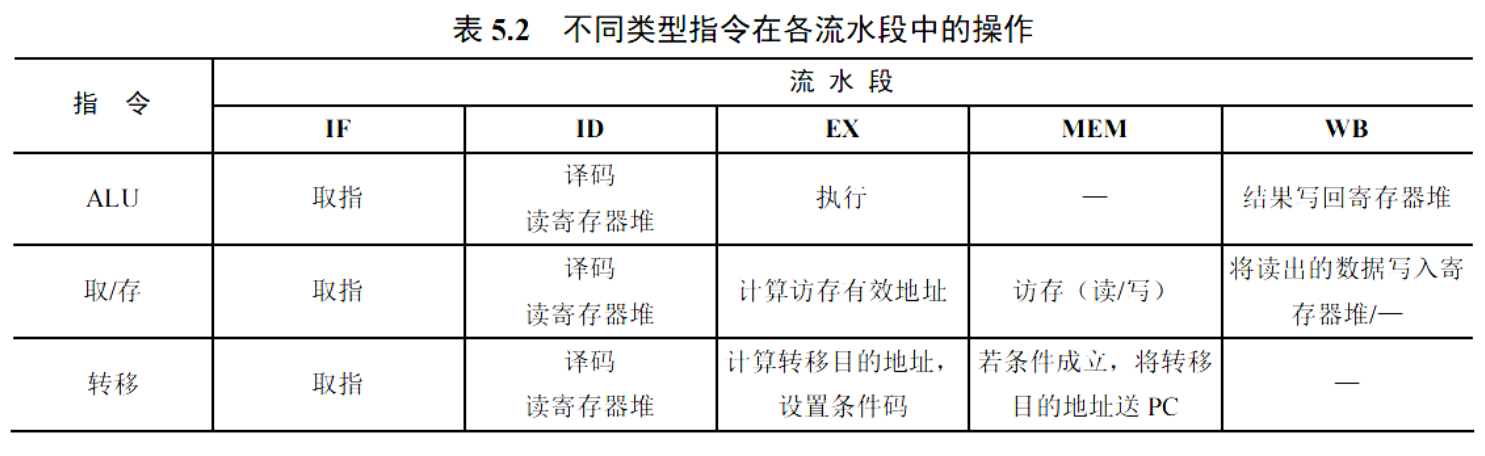 表 5.2 不同类型指令在各流水段中的操作
指 令
流 水 段
IF ID EX MEM WB
ALU 取指 译码 读寄存器堆 执行 — 结果写回寄存器堆
取/存 取指 译码 读寄存器堆 计算访存有效地址 访存（读/写） 将读出的数据写入寄存器堆/—
转移 取指 译码 读寄存器堆 计算转移目的地址，设置条件码 若条件成立，将转移目的地址送 PC —